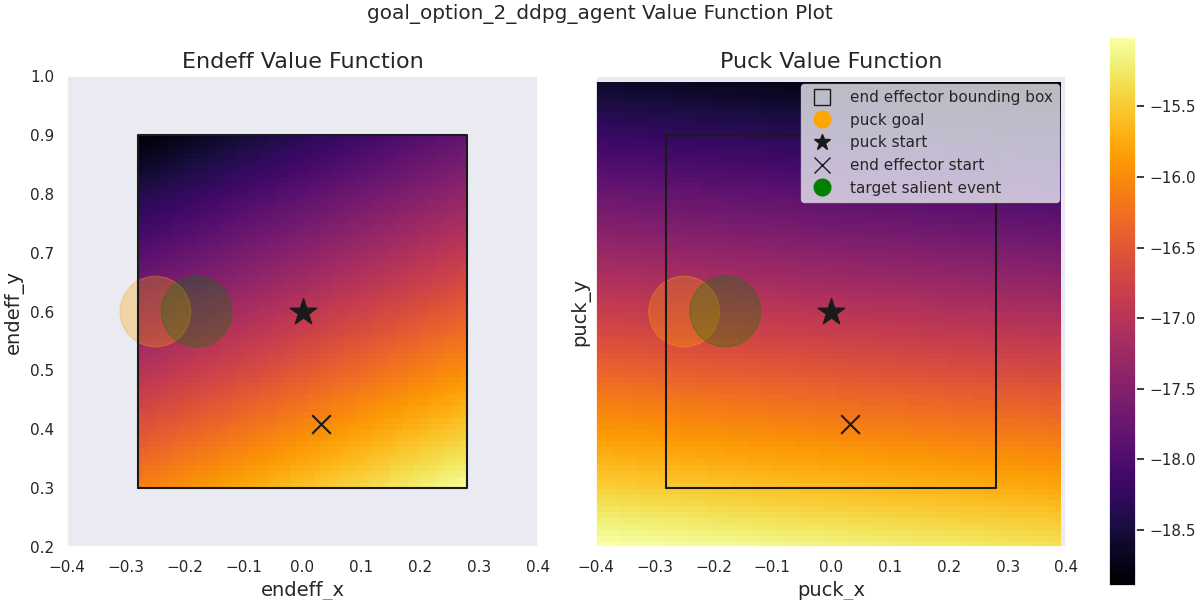 goal_option_2_ddpg_agent Value Function Plot
Endeff Value Function
1.0
0.9
0.8
0.7
0.6
0.5
0.4
0.3
0.2
endeff_y
−0.4 −0.3 −0.2 −0.1 0.0 0.1 0.2 0.3 0.4
endeff_x
Puck Value Function
end effector bounding box
puck goal
puck start
end effector start
target salient event
puck_y
−0.4 −0.3 −0.2 −0.1 0.0 0.1 0.2 0.3 0.4
puck_x
−15.5
−16.0
−16.5
−17.0
−17.5
−18.0
−18.5